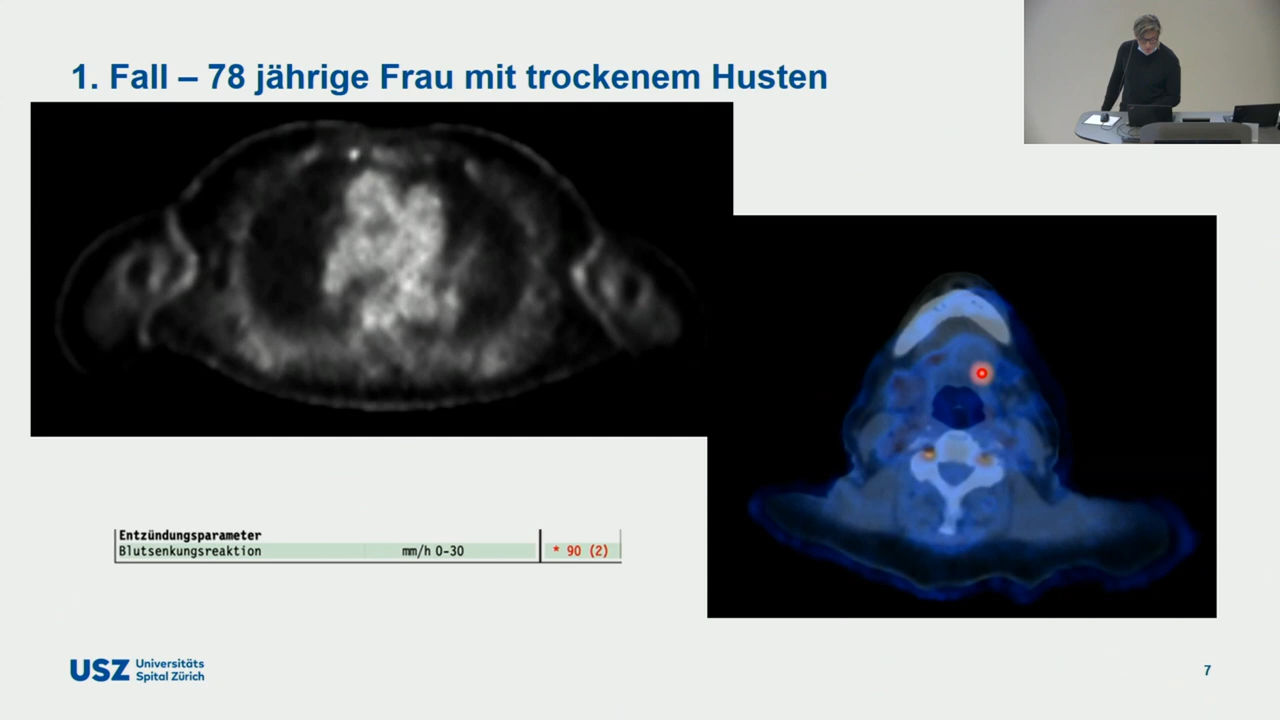 1. Fall – 78 jährige Frau mit trockenem Husten
Entzündungsparameter
Blutsenkungsreaktion mm/h 0-30 * 90 (2)
USZ Universitäts
Spital Zürich
7